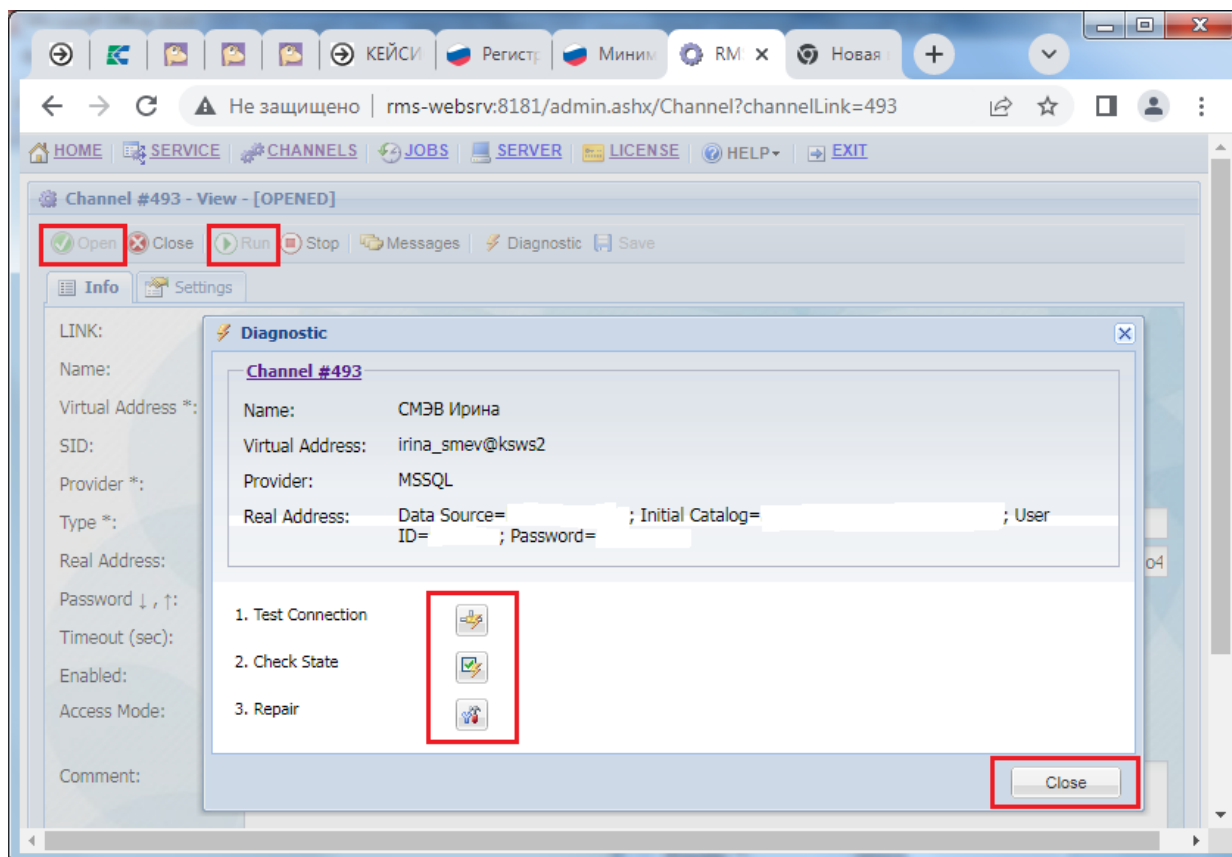 КЕЙСИ
Регистр
Миним
RMS
Новая
Не защищено
rms-websrv:8181/admin.ashx/Channel?channelLink=493
HOME SERVICE CHANNELS JOBS SERVER LICENSE HELP EXIT
Channel #493 - View - [OPENED]
Open Close Run Stop Messages Diagnostic Save
Info Settings
LINK:
Name:
Virtual Address *:
SID:
Provider *:
Type *:
Real Address:
o4
Password ↓ , ↑:
Timeout (sec):
Enabled:
Access Mode:
Comment:
Diagnostic
Channel #493
Name: СМЭВ Ирина
Virtual Address: irina_smev@ksws2
Provider: MSSQL
Real Address: Data Source= ; Initial Catalog= ; User
ID= ; Password=
1. Test Connection
2. Check State
3. Repair
Close